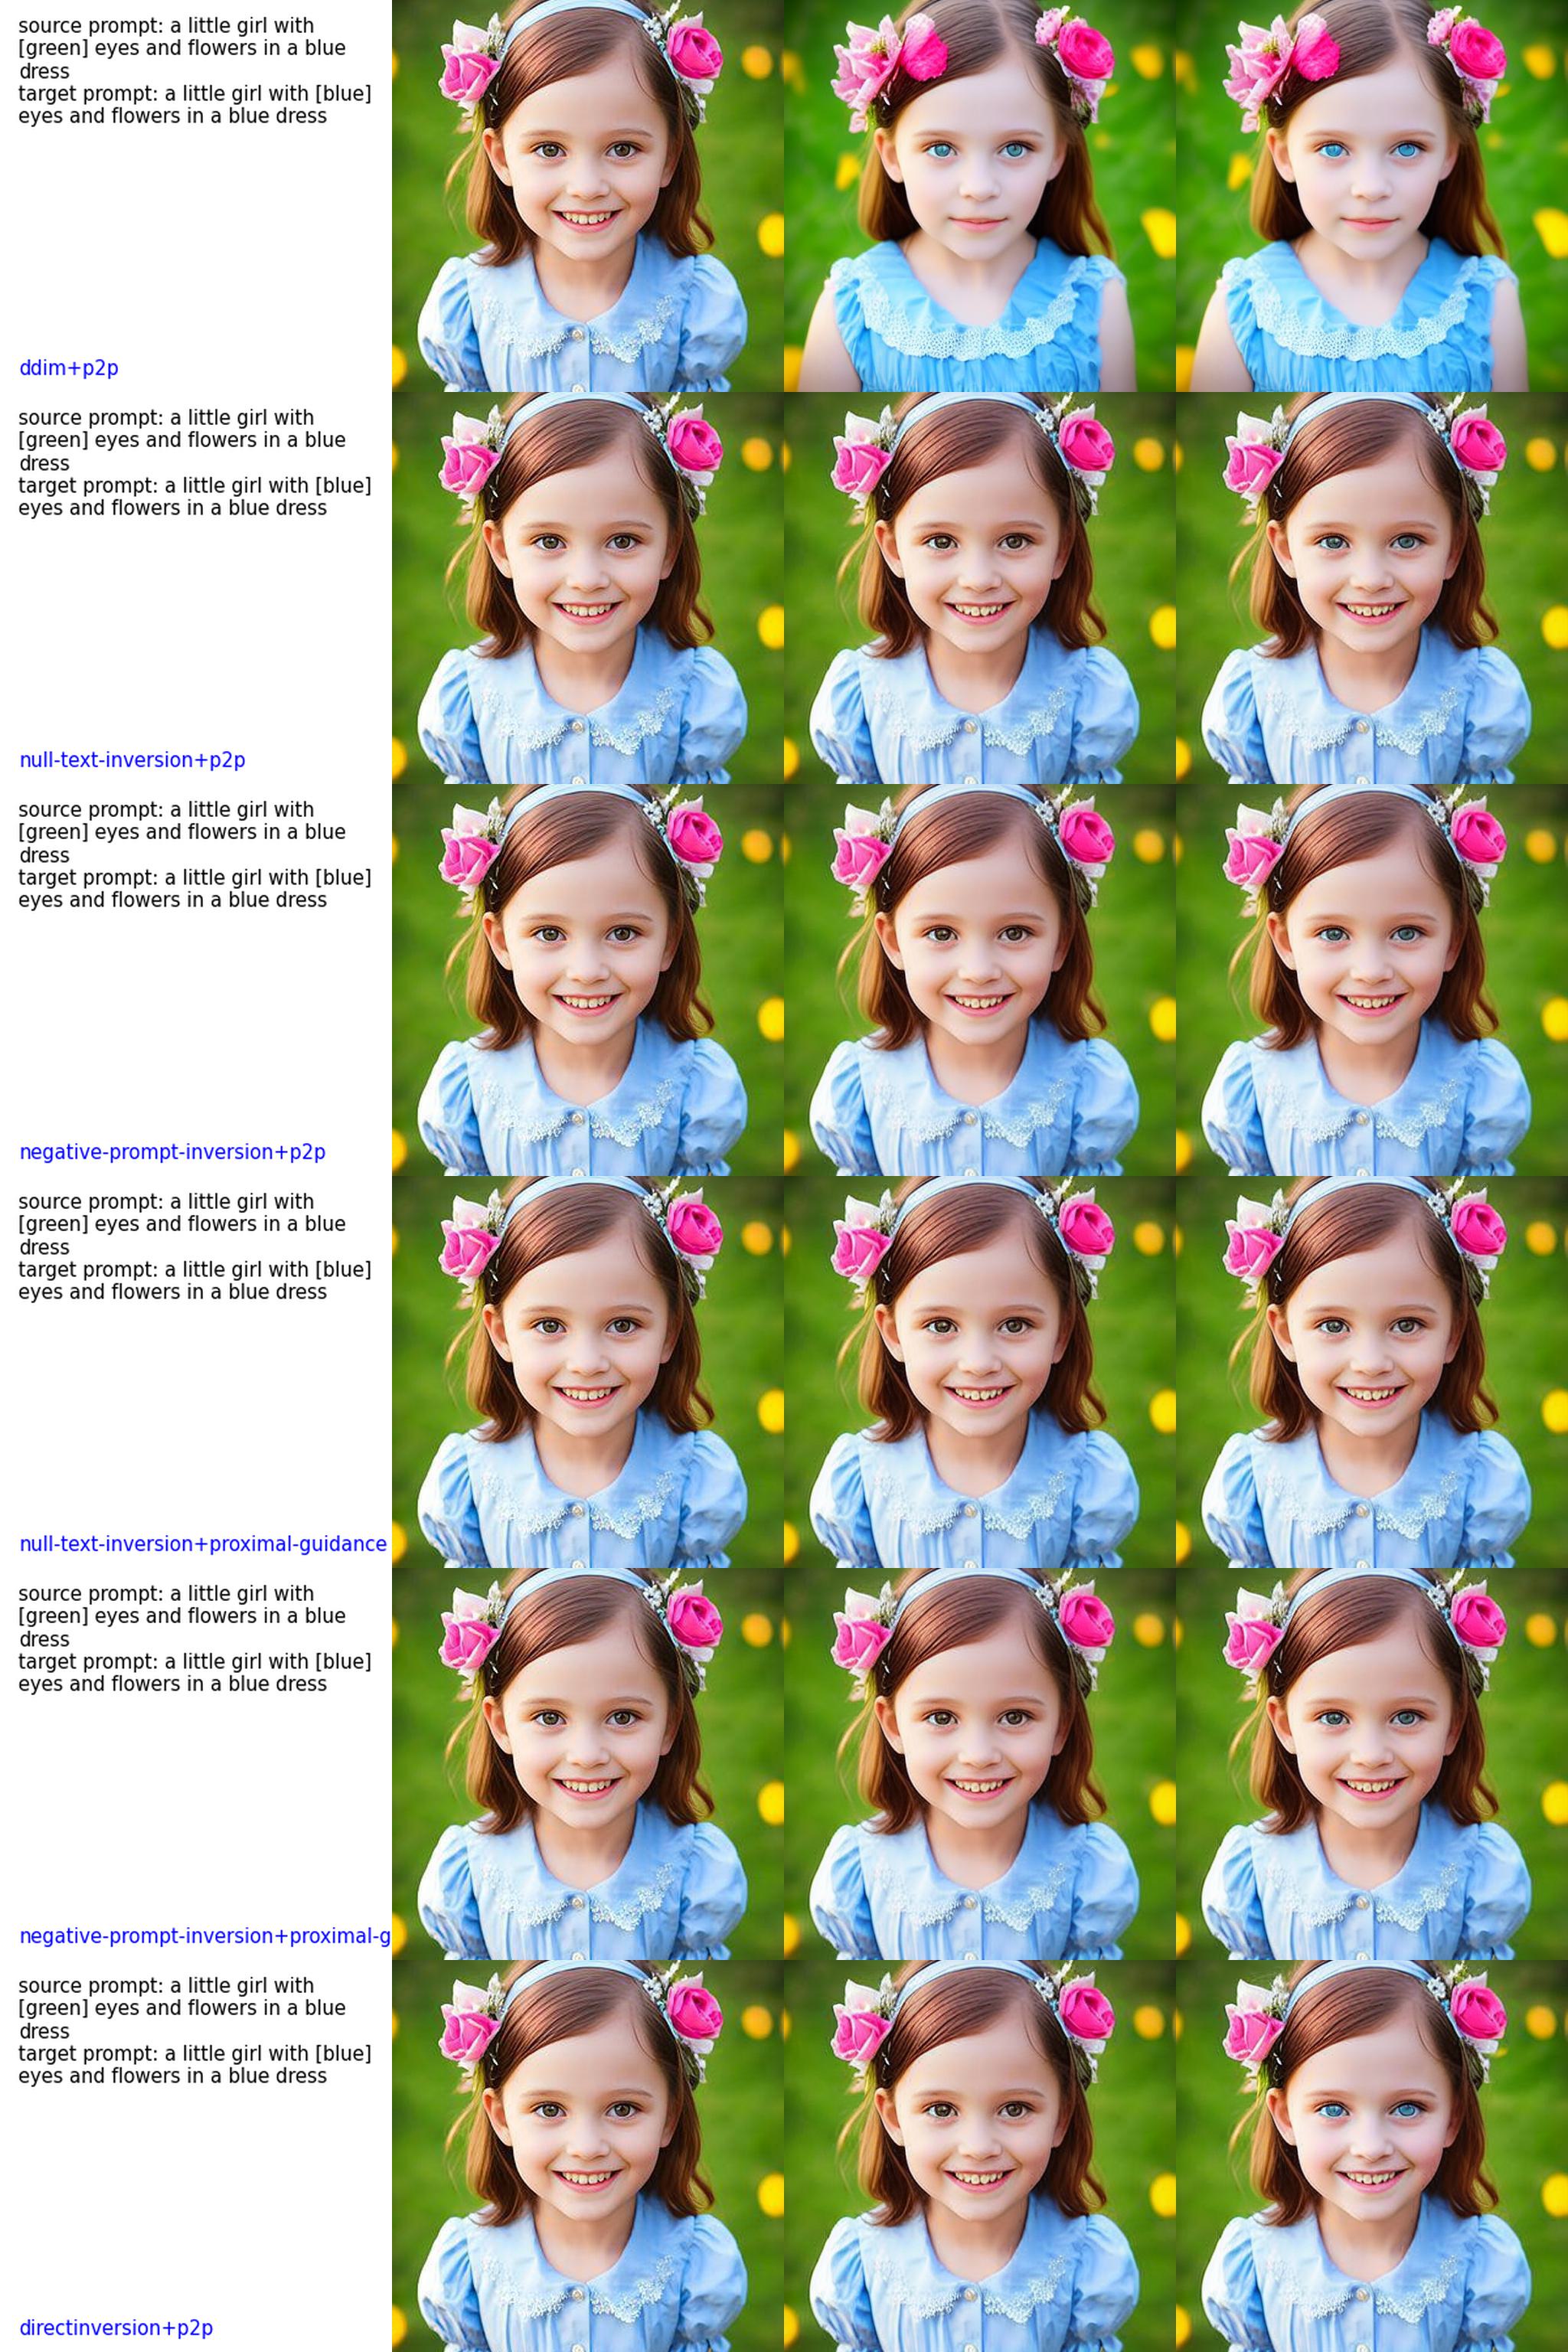 source prompt: a little girl with
[green] eyes and flowers in a blue
dress
target prompt: a little girl with [blue]
eyes and flowers in a blue dress
ddim+p2p
source prompt: a little girl with
[green] eyes and flowers in a blue
dress
target prompt: a little girl with [blue]
eyes and flowers in a blue dress
null-text-inversion+p2p
source prompt: a little girl with
[green] eyes and flowers in a blue
dress
target prompt: a little girl with [blue]
eyes and flowers in a blue dress
negative-prompt-inversion+p2p
source prompt: a little girl with
[green] eyes and flowers in a blue
dress
target prompt: a little girl with [blue]
eyes and flowers in a blue dress
null-text-inversion+proximal-guidance
source prompt: a little girl with
[green] eyes and flowers in a blue
dress
target prompt: a little girl with [blue]
eyes and flowers in a blue dress
negative-prompt-inversion+proximal-g
source prompt: a little girl with
[green] eyes and flowers in a blue
dress
target prompt: a little girl with [blue]
eyes and flowers in a blue dress
directinversion+p2p